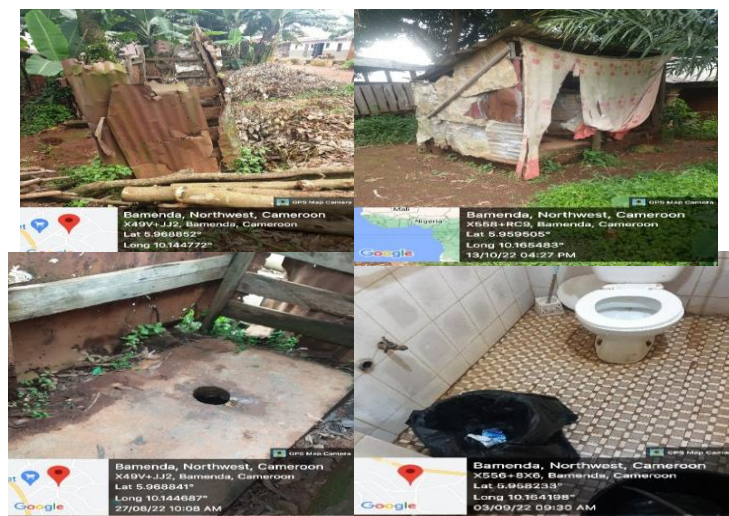 GPS Map Camera
Bamenda, Northwest, Cameroon
X49V+JJ2, Bamenda, Cameroon
Lat 5.968852°
Long 10.144772°
GPS Map Camera
Mali
Nigeria
Google
Bamenda, Northwest, Cameroon
X558+RC9, Bamenda, Cameroon
Lat 5.959505°
Long 10.165483°
13/10/22 04:27 PM
GPS Map Camera
Google
Bamenda, Northwest, Cameroon
X49V+JJ2, Bamenda, Cameroon
Lat 5.968841°
Long 10.144687°
27/08/22 10:08 AM
GPS Map Camera
Google
Bamenda, Northwest, Cameroon
X556+8X6, Bamenda, Cameroon
Lat 5.958233°
Long 10.164198°
03/09/22 09:30 AM